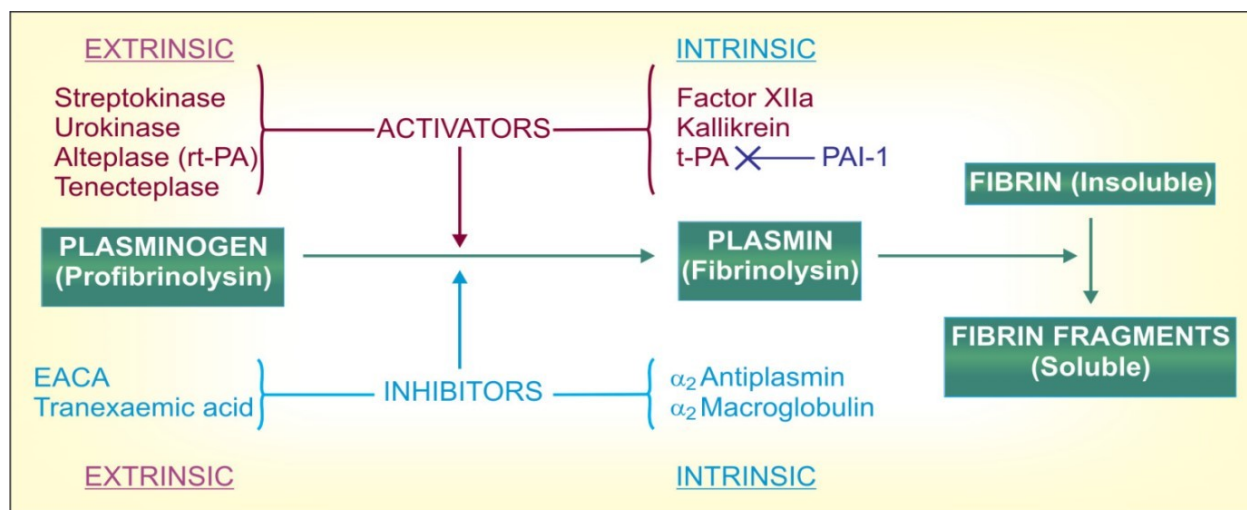 EXTRINSIC
Streptokinase
Urokinase
Alteplase (rt-PA)
Tenecteplase
ACTIVATORS
INTRINSIC
Factor XIIa
Kallikrein
t-PA
PAI-1
FIBRIN (Insoluble)
PLASMINOGEN
(Profibrinolysin)
PLASMIN
(Fibrinolysin)
FIBRIN FRAGMENTS
(Soluble)
EACA
Tranexaemic acid
INHIBITORS
α₂ Antiplasmin
α₂ Macroglobulin
EXTRINSIC
INTRINSIC